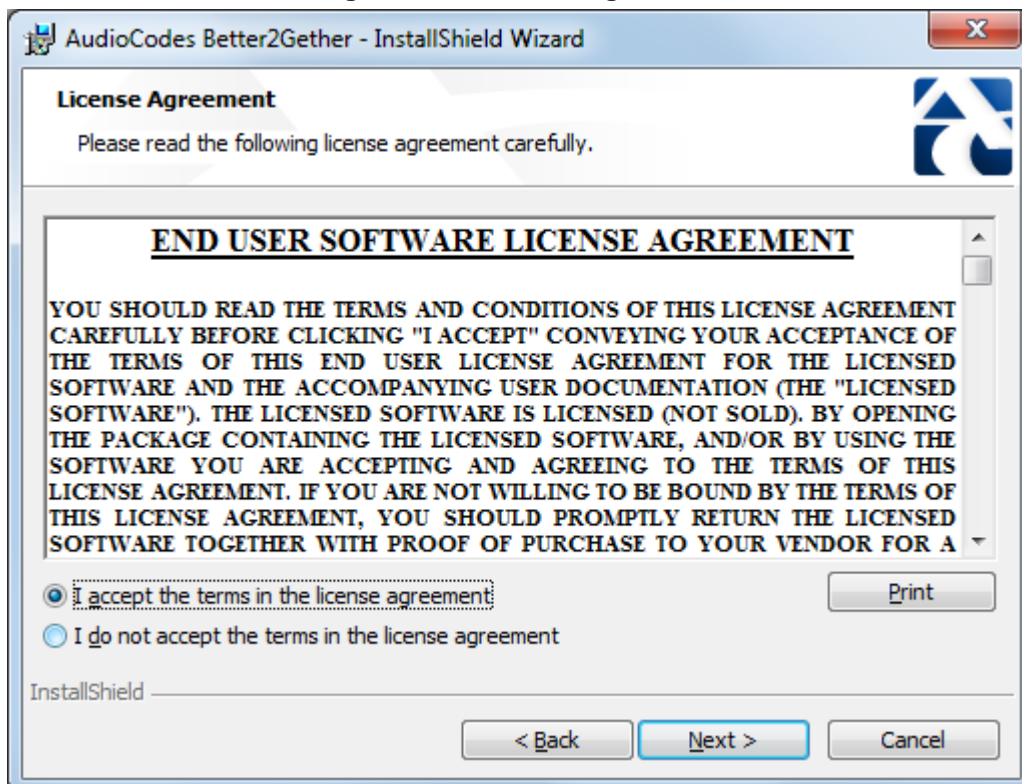 AudioCodes Better2Gether - InstallShield Wizard
License Agreement
Please read the following license agreement carefully.
END USER SOFTWARE LICENSE AGREEMENT
YOU SHOULD READ THE TERMS AND CONDITIONS OF THIS LICENSE AGREEMENT
CAREFULLY BEFORE CLICKING "I ACCEPT" CONVEYING YOUR ACCEPTANCE OF
THE TERMS OF THIS END USER LICENSE AGREEMENT FOR THE LICENSED
SOFTWARE AND THE ACCOMPANYING USER DOCUMENTATION (THE "LICENSED
SOFTWARE"). THE LICENSED SOFTWARE IS LICENSED (NOT SOLD). BY OPENING
THE PACKAGE CONTAINING THE LICENSED SOFTWARE, AND/OR BY USING THE
SOFTWARE YOU ARE ACCEPTING AND AGREEING TO THE TERMS OF THIS
LICENSE AGREEMENT. IF YOU ARE NOT WILLING TO BE BOUND BY THE TERMS OF
THIS LICENSE AGREEMENT, YOU SHOULD PROMPTLY RETURN THE LICENSED
SOFTWARE TOGETHER WITH PROOF OF PURCHASE TO YOUR VENDOR FOR A
I accept the terms in the license agreement
Print
I do not accept the terms in the license agreement
InstallShield
< Back Next > Cancel